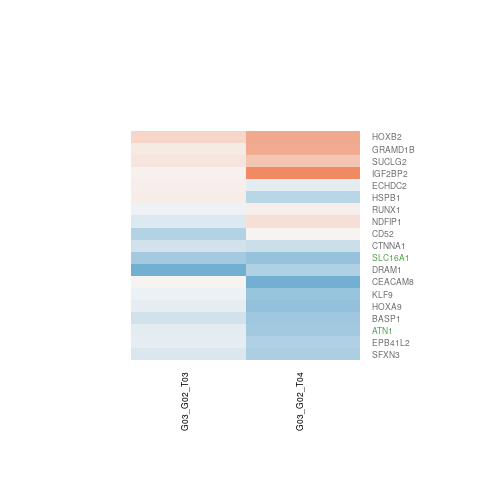 HOXB2
GRAMD1B
SUCLG2
IGF2BP2
ECHDC2
HSPB1
RUNX1
NDFIP1
CD52
CTNNA1
SLC16A1
DRAM1
CEACAM8
KLF9
HOXA9
BASP1
ATN1
EPB41L2
SFXN3
G03_G02_T03
G03_G02_T04